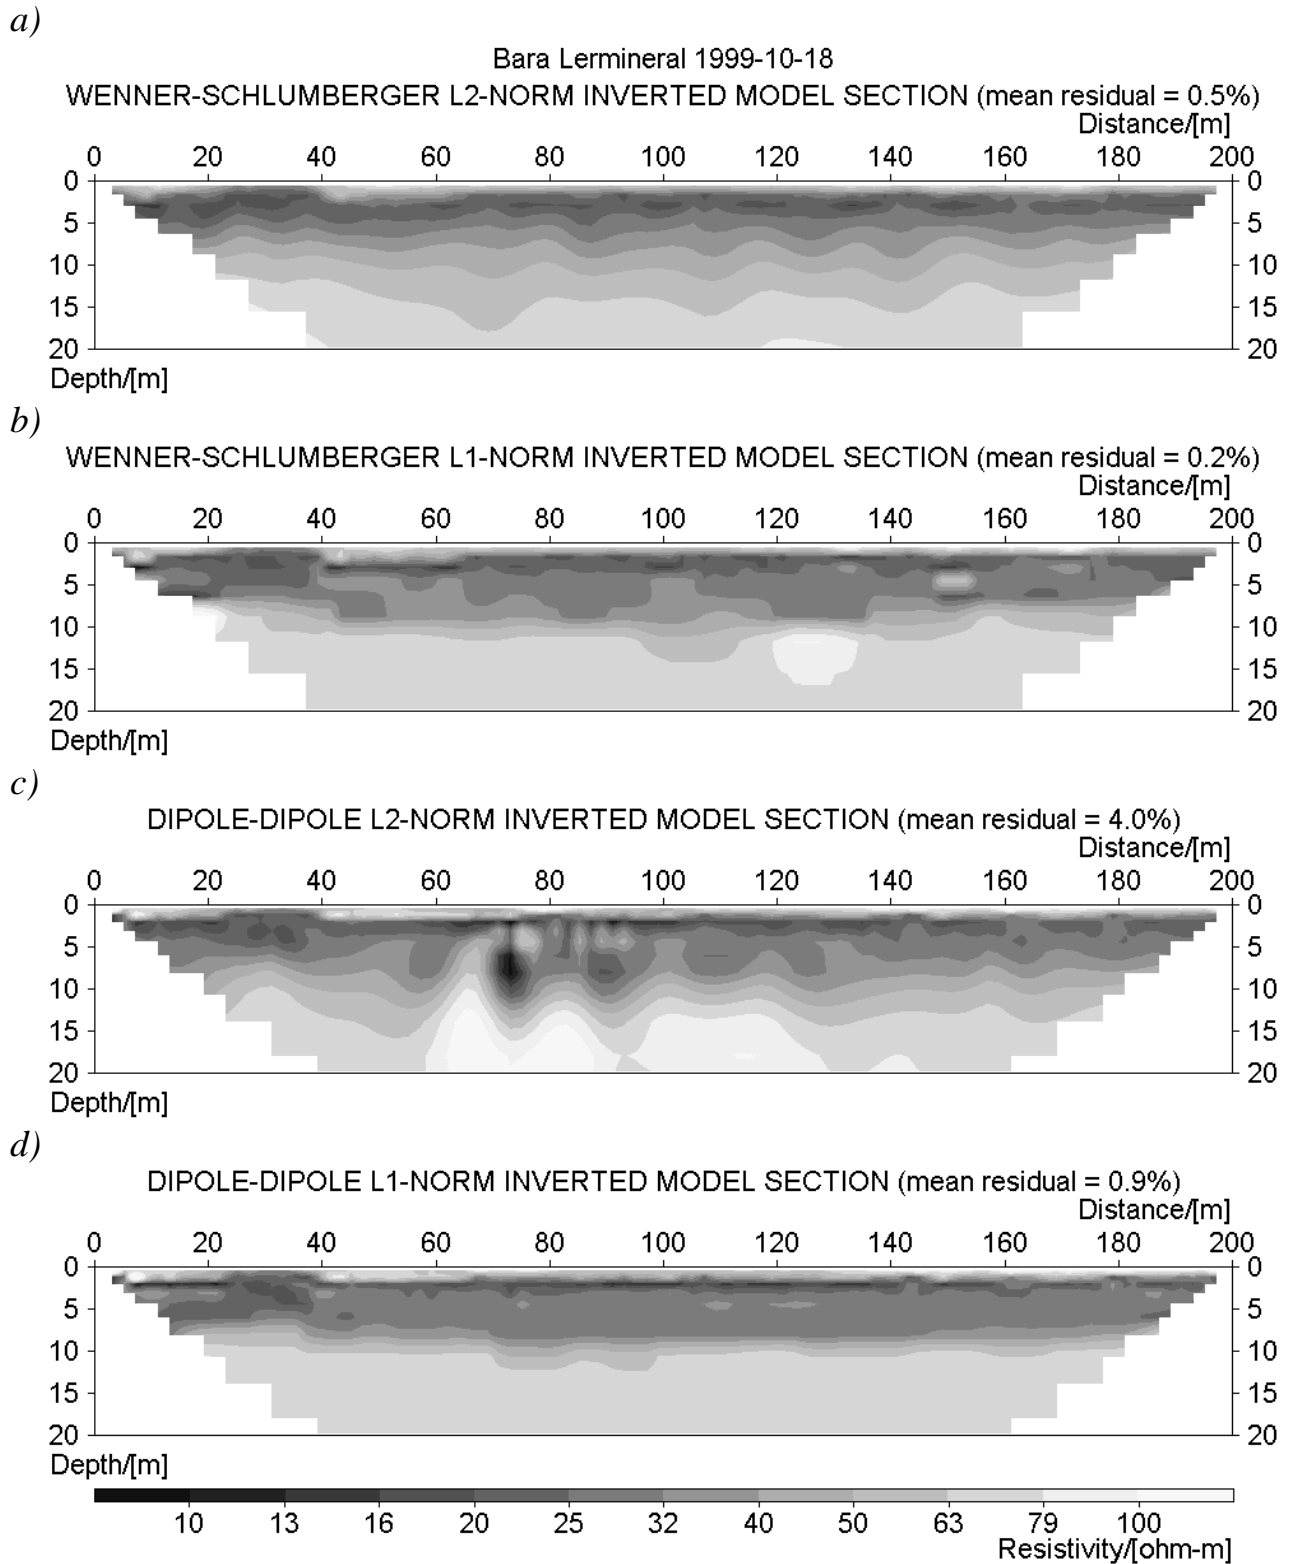 a)
Bara Lermineral 1999-10-18
WENNER-SCHLUMBERGER L2-NORM INVERTED MODEL SECTION (mean residual = 0.5%)
Distance/[m]
0 20 40 60 80 100 120 140 160 180 200
0 0
5 5
10 10
15 15
20 20
Depth/[m]
b)
WENNER-SCHLUMBERGER L1-NORM INVERTED MODEL SECTION (mean residual = 0.2%)
Distance/[m]
0 20 40 60 80 100 120 140 160 180 200
0 0
5 5
10 10
15 15
20 20
Depth/[m]
c)
DIPOLE-DIPOLE L2-NORM INVERTED MODEL SECTION (mean residual = 4.0%)
Distance/[m]
0 20 40 60 80 100 120 140 160 180 200
0 0
5 5
10 10
15 15
20 20
Depth/[m]
d)
DIPOLE-DIPOLE L1-NORM INVERTED MODEL SECTION (mean residual = 0.9%)
Distance/[m]
0 20 40 60 80 100 120 140 160 180 200
0 0
5 5
10 10
15 15
20 20
Depth/[m]
10 13 16 20 25 32 40 50 63 79 100
Resistivity/[ohm-m]